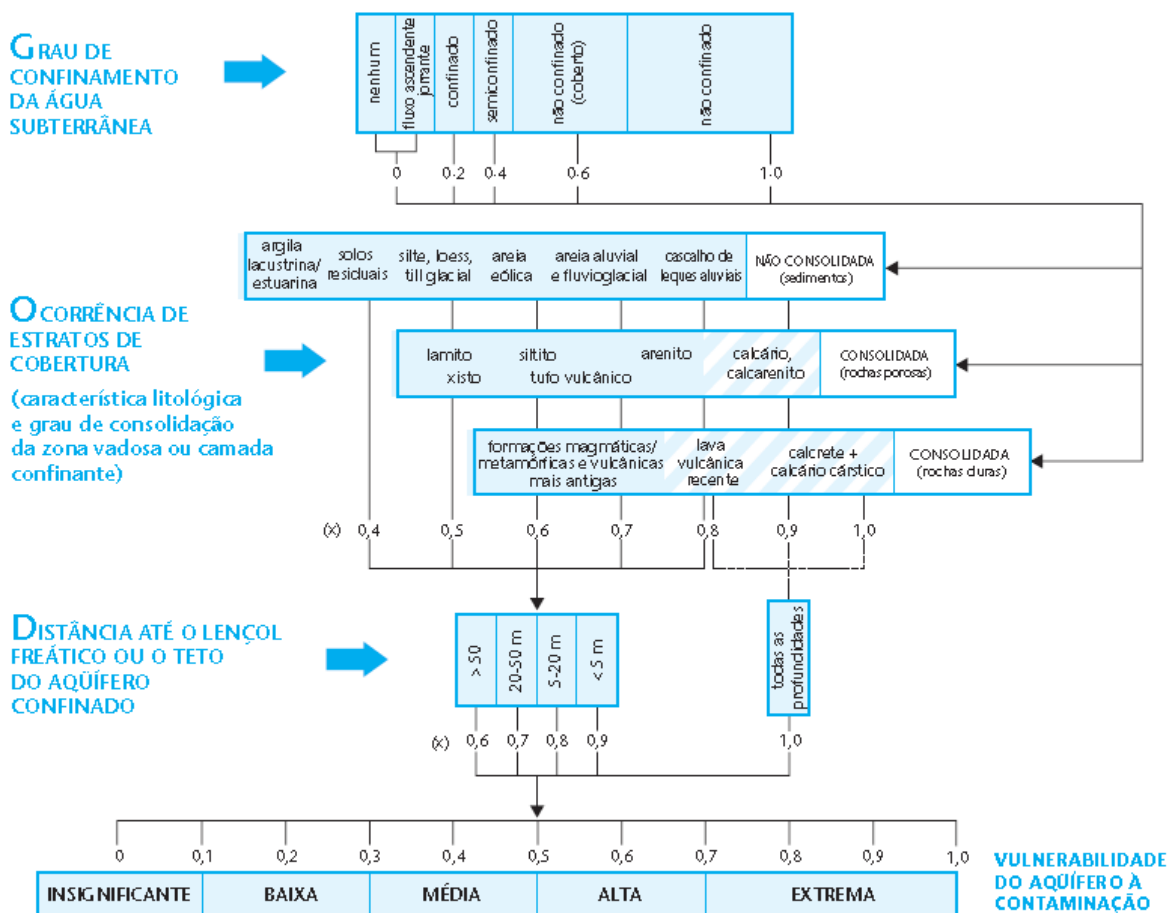 GRAU DE
CONFINAMENTO
DA ÁGUA
SUBTERRÂNEA
nenhum
fluxo ascendente
jorrante
confinado
semiconfinado
não confinado
(coberto)
não confinado
0 0.2 0.4 0.6 1.0
OCORRÊNCIA DE
ESTRATOS DE
COBERTURA
(característica litológica
e grau de consolidação
da zona vadosa ou camada
confinante)
argila
lacustrina/
estuarina
solos
residuais
silte, loess,
till glacial
areia
eólica
areia aluvial
e fluvioglacial
cascalho de
leques aluviais
NÃO CONSOLIDADA
(sedimentos)
lamito
xisto
siltito
tufo vulcânico
arenito
calcário,
calcarenito
CONSOLIDADA
(rochas porosas)
formações magmáticas/
metamórficas e vulcânicas
mais antigas
lava
vulcânica
recente
calcrete +
calcário cárstico
CONSOLIDADA
(rochas duras)
(x) 0,4 0,5 0,6 0,7 0,8 0,9 1,0
DISTÂNCIA ATÉ O LENÇOL
FREÁTICO OU O TETO
DO AQÜÍFERO
CONFINADO
> 50
20-50 m
5-20 m
< 5 m
todas as
profundidades
(x) 0,6 0,7 0,8 0,9 1,0
0 0,1 0,2 0,3 0,4 0,5 0,6 0,7 0,8 0,9 1,0
INSIGNIFICANTE BAIXA MÉDIA ALTA EXTREMA
VULNERABILIDADE
DO AQÜÍFERO À
CONTAMINAÇÃO